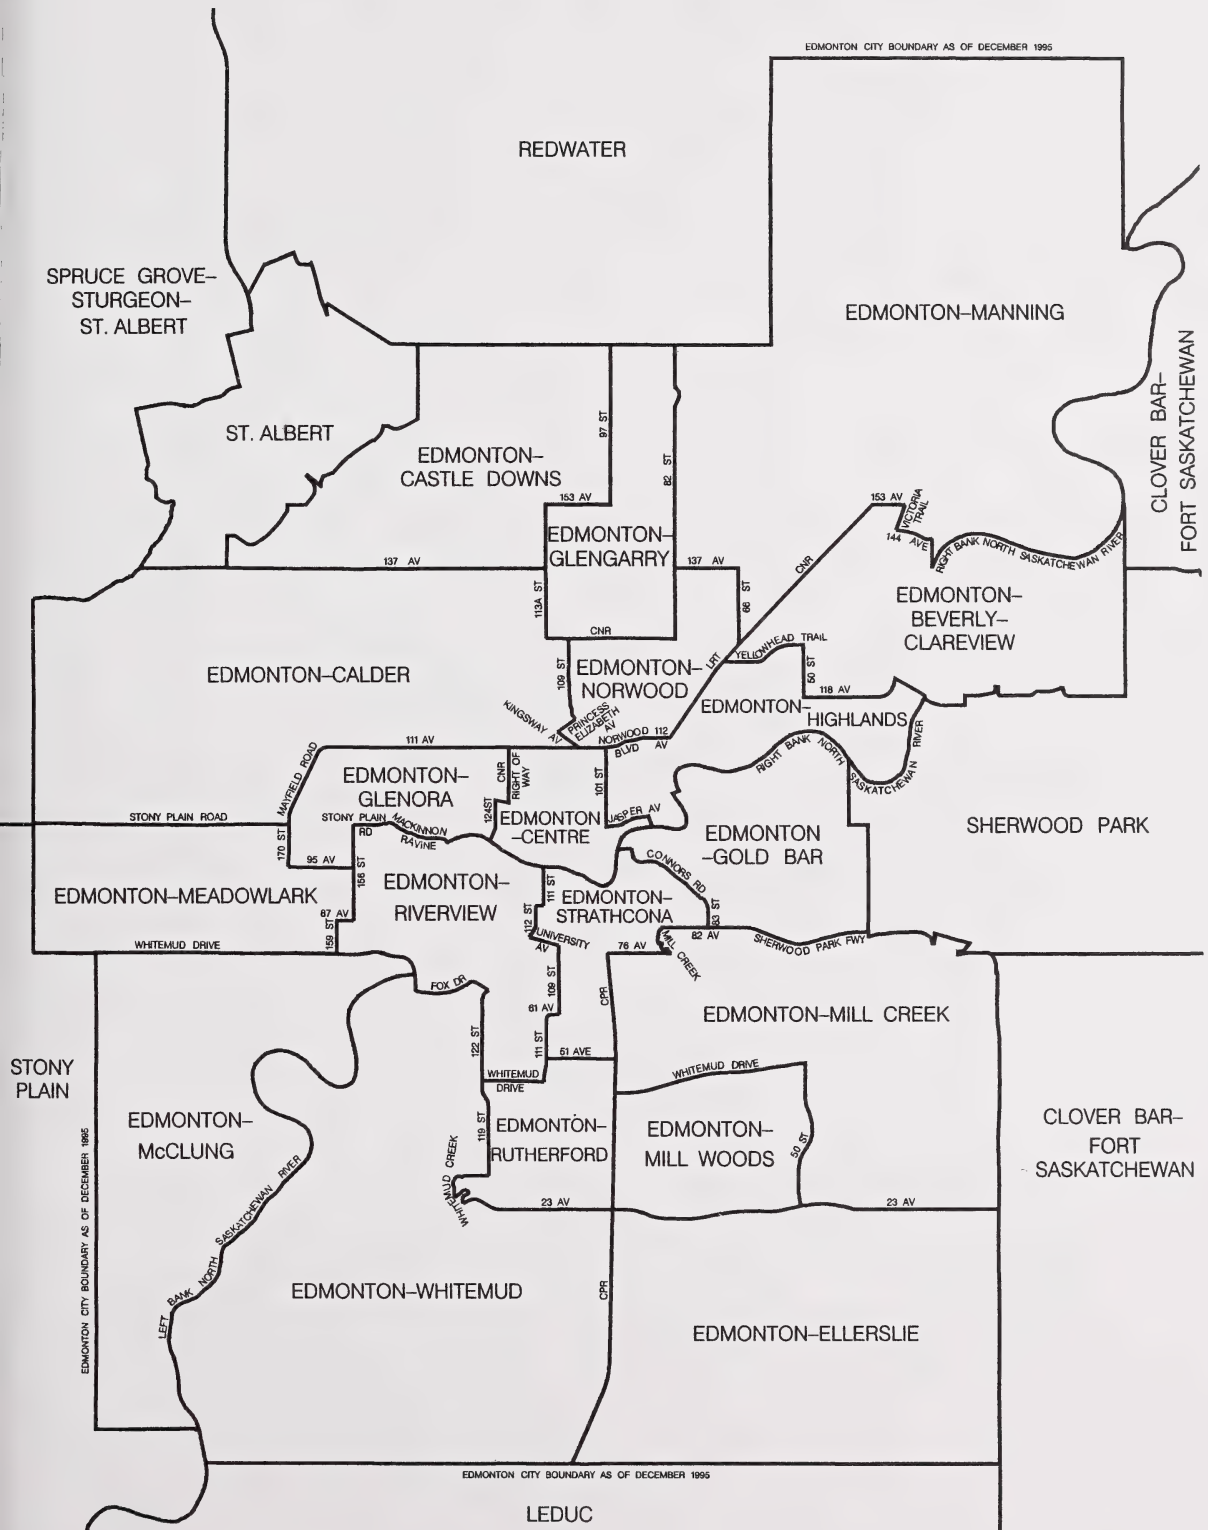 EDMONTON CITY BOUNDARY AS OF DECEMBER 1995
REDWATER
SPRUCE GROVE–
STURGEON–
ST. ALBERT
EDMONTON–MANNING
CLOVER BAR–
FORT SASKATCHEWAN
ST. ALBERT
97 ST
EDMONTON–
CASTLE DOWNS
82 ST
153 AV
153 AV
VICTORIA
TRAIL
144 AVE
RIGHT BANK NORTH SASKATCHEWAN RIVER
EDMONTON–
GLENGARRY
137 AV
137 AV
CNR
113A ST
66 ST
EDMONTON–
BEVERLY–
CLAREVIEW
CNR
YELLOWHEAD TRAIL
LRT
50 ST
EDMONTON–CALDER
109 ST
EDMONTON–
NORWOOD
118 AV
EDMONTON–
HIGHLANDS
KINGSWAY AV
PRINCESS
ELIZABETH
AV
NORWOOD 112
BLVD AV
111 AV
MAYFIELD ROAD
CNR
RIGHT OF
WAY
RIGHT BANK NORTH SASKATCHEWAN RIVER
EDMONTON–
GLENORA
101 ST
124ST
STONY PLAIN ROAD
STONY PLAIN
RD
MACKINNON
RAVINE
EDMONTON
–CENTRE
JASPER AV
EDMONTON
–GOLD BAR
SHERWOOD PARK
170 ST
95 AV
156 ST
CONNORS RD
EDMONTON–MEADOWLARK
EDMONTON–
RIVERVIEW
111 ST
EDMONTON–
STRATHCONA
83 ST
87 AV
159 ST
112 ST
UNIVERSITY
AV
82 AV
SHERWOOD PARK FWY
WHITEMUD DRIVE
76 AV
MILL CREEK
FOX DR
109 ST
CPR
61 AV
EDMONTON–MILL CREEK
122 ST
111 ST
51 AVE
STONY
PLAIN
WHITEMUD
DRIVE
WHITEMUD DRIVE
EDMONTON–
McCLUNG
119 ST
EDMONTON–
RUTHERFORD
EDMONTON–
MILL WOODS
50 ST
CLOVER BAR–
FORT
SASKATCHEWAN
EDMONTON CITY BOUNDARY AS OF DECEMBER 1995
WHITEMUD CREEK
23 AV
23 AV
LEFT BANK NORTH SASKATCHEWAN RIVER
EDMONTON–WHITEMUD
CPR
EDMONTON–ELLERSLIE
EDMONTON CITY BOUNDARY AS OF DECEMBER 1995
LEDUC